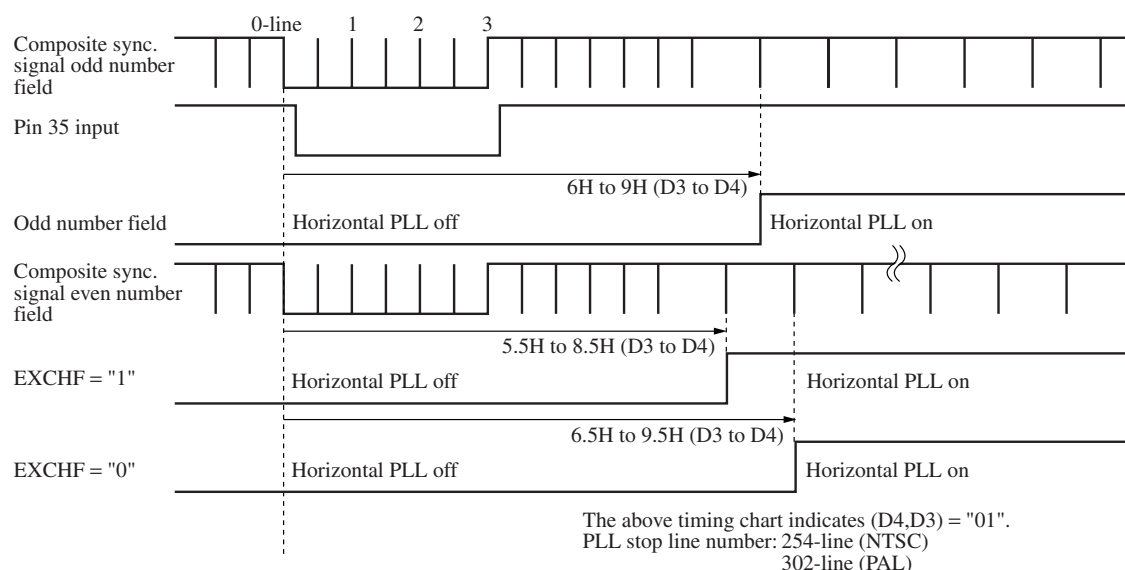 0-line 1 2 3
Composite sync.
signal odd number
field
Pin 35 input
6H to 9H (D3 to D4)
Odd number field
Horizontal PLL off
Horizontal PLL on
Composite sync.
signal even number
field
5.5H to 8.5H (D3 to D4)
EXCHF = "1"
Horizontal PLL off
Horizontal PLL on
6.5H to 9.5H (D3 to D4)
EXCHF = "0"
Horizontal PLL off
Horizontal PLL on
The above timing chart indicates (D4,D3) = "01".
PLL stop line number: 254-line (NTSC)
302-line (PAL)